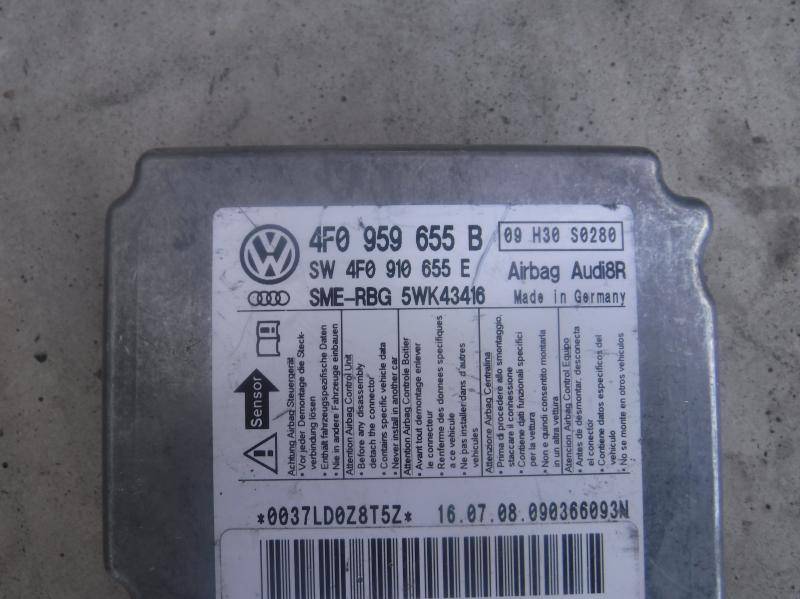 4F0 959 655 B
09 H30 S0280
SW 4F0 910 655 E
Airbag Audi8R
SME-RBG 5WK43416
Made in Germany
Sensor
Achtung Airbag-Steuergerät
• Vor jeder Demontage die Steck-
verbindung lösen
• Enthält fahrzeugspezifische Daten
• Nie in andere Fahrzeuge einbauen
Attention Airbag Control Unit
• Before any disassembly
detach the connector
• Contains specific vehicle data
• Never install in another car
Attention Airbag Controle Boitier
• Avant tout demontage enlever
le connecteur
• Renferme des donnees specifiques
a ce vehicule
• Ne pas installer dans d'autres
vehicules
Attenzione Airbag Centralina
• Prima di procedere allo smontaggio,
staccare il connessione
• Contiene dati funzionali specifici
per la vettura
• Non e quindi consentito montarla
in un altra vettura
Atencion Airbag Control Equipo
• Antes de desmontar, desconecta
el conector
• Contiene datos especificos del
vehiculo
• No se monte en otros vehiculos
*0037LD0Z8T5Z*
16.07.08.090366093N